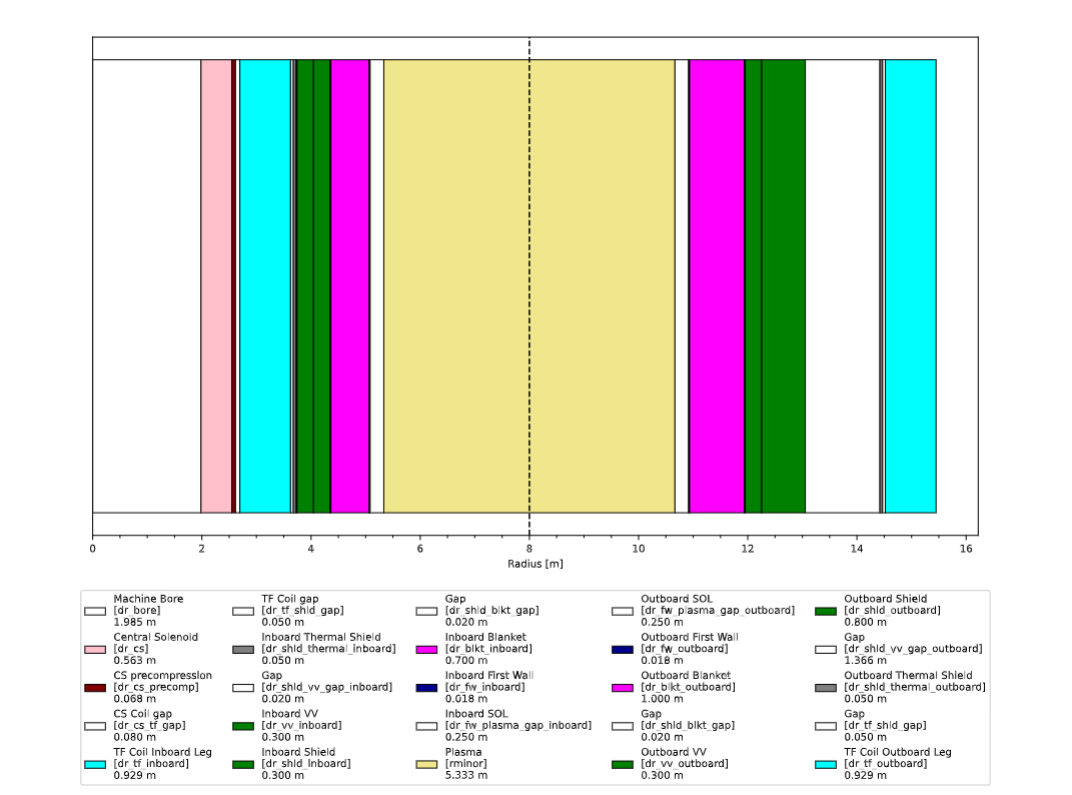 0 2 4 6 8 10 12 14 16
Radius [m]
Machine Bore
[dr_bore]
1.985 m
Central Solenoid
[dr_cs]
0.563 m
CS precompression
[dr_cs_precomp]
0.068 m
CS Coil gap
[dr_cs_tf_gap]
0.080 m
TF Coil Inboard Leg
[dr_tf_inboard]
0.929 m
TF Coil gap
[dr_tf_shld_gap]
0.050 m
Inboard Thermal Shield
[dr_shld_thermal_inboard]
0.050 m
Gap
[dr_shld_vv_gap_inboard]
0.020 m
Inboard VV
[dr_vv_inboard]
0.300 m
Inboard Shield
[dr_shld_inboard]
0.300 m
Gap
[dr_shld_blkt_gap]
0.020 m
Inboard Blanket
[dr_blkt_inboard]
0.700 m
Inboard First Wall
[dr_fw_inboard]
0.018 m
Inboard SOL
[dr_fw_plasma_gap_inboard]
0.250 m
Plasma
[rminor]
5.333 m
Outboard SOL
[dr_fw_plasma_gap_outboard]
0.250 m
Outboard First Wall
[dr_fw_outboard]
0.018 m
Outboard Blanket
[dr_blkt_outboard]
1.000 m
Gap
[dr_shld_blkt_gap]
0.020 m
Outboard VV
[dr_vv_outboard]
0.300 m
Outboard Shield
[dr_shld_outboard]
0.800 m
Gap
[dr_shld_vv_gap_outboard]
1.366 m
Outboard Thermal Shield
[dr_shld_thermal_outboard]
0.050 m
Gap
[dr_tf_shld_gap]
0.050 m
TF Coil Outboard Leg
[dr_tf_outboard]
0.929 m